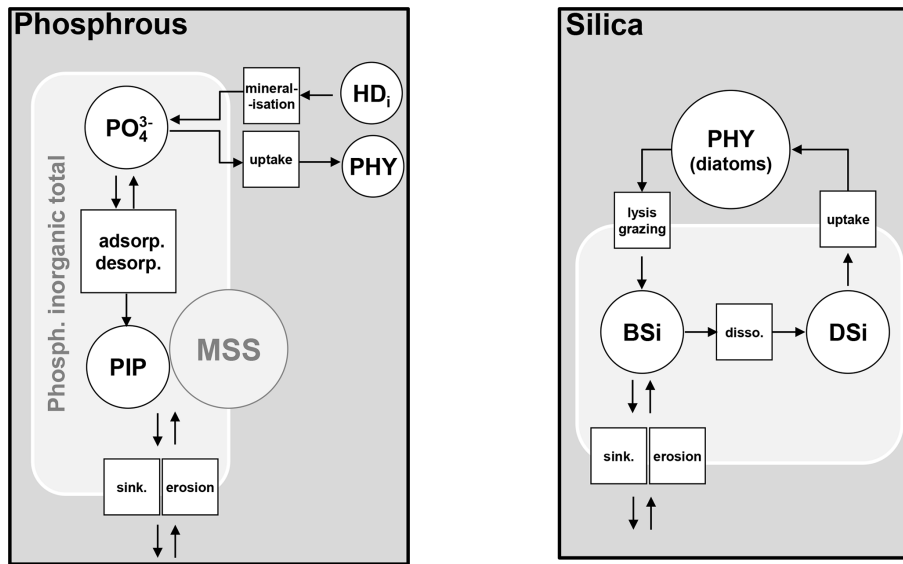 Phosphrous
mineral-
-isation
HDi
PO₄³⁻
uptake
PHY
Phosph. inorganic total
adsorp.
desorp.
MSS
PIP
sink.
erosion
Silica
PHY
(diatoms)
lysis
grazing
uptake
BSi
disso.
DSi
sink.
erosion